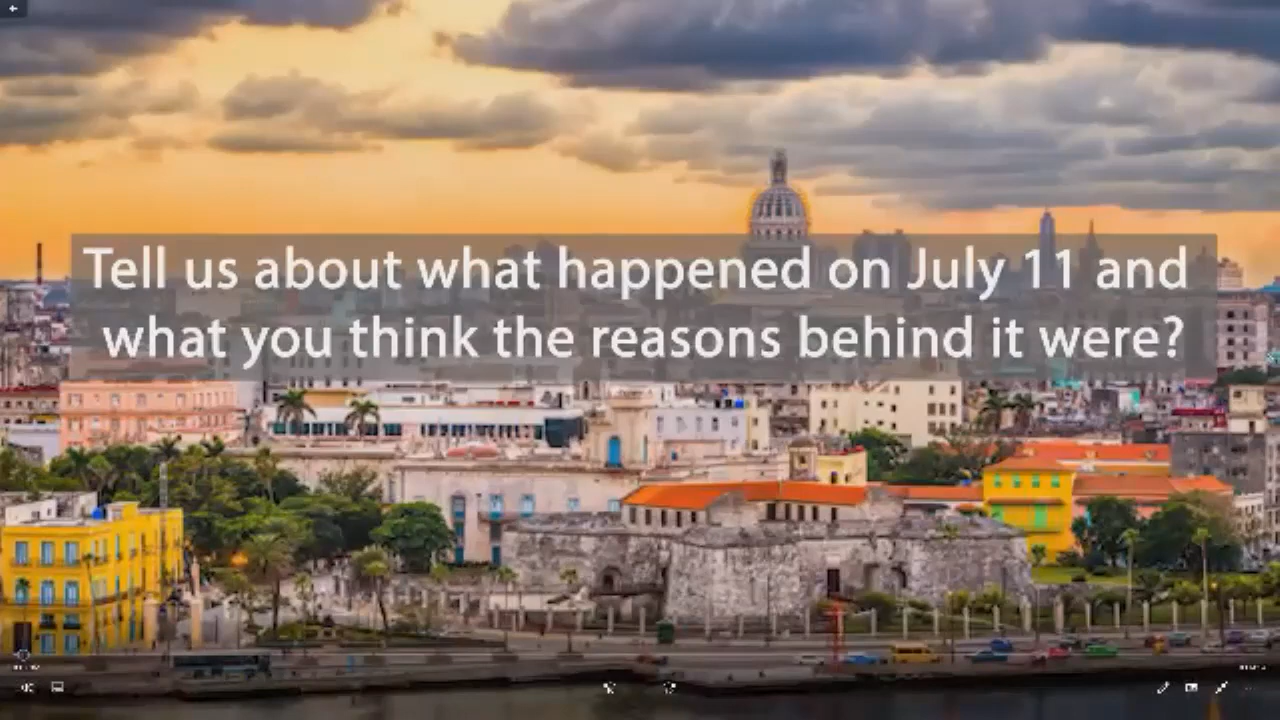 Tell us about what happened on July 11 and
what you think the reasons behind it were?